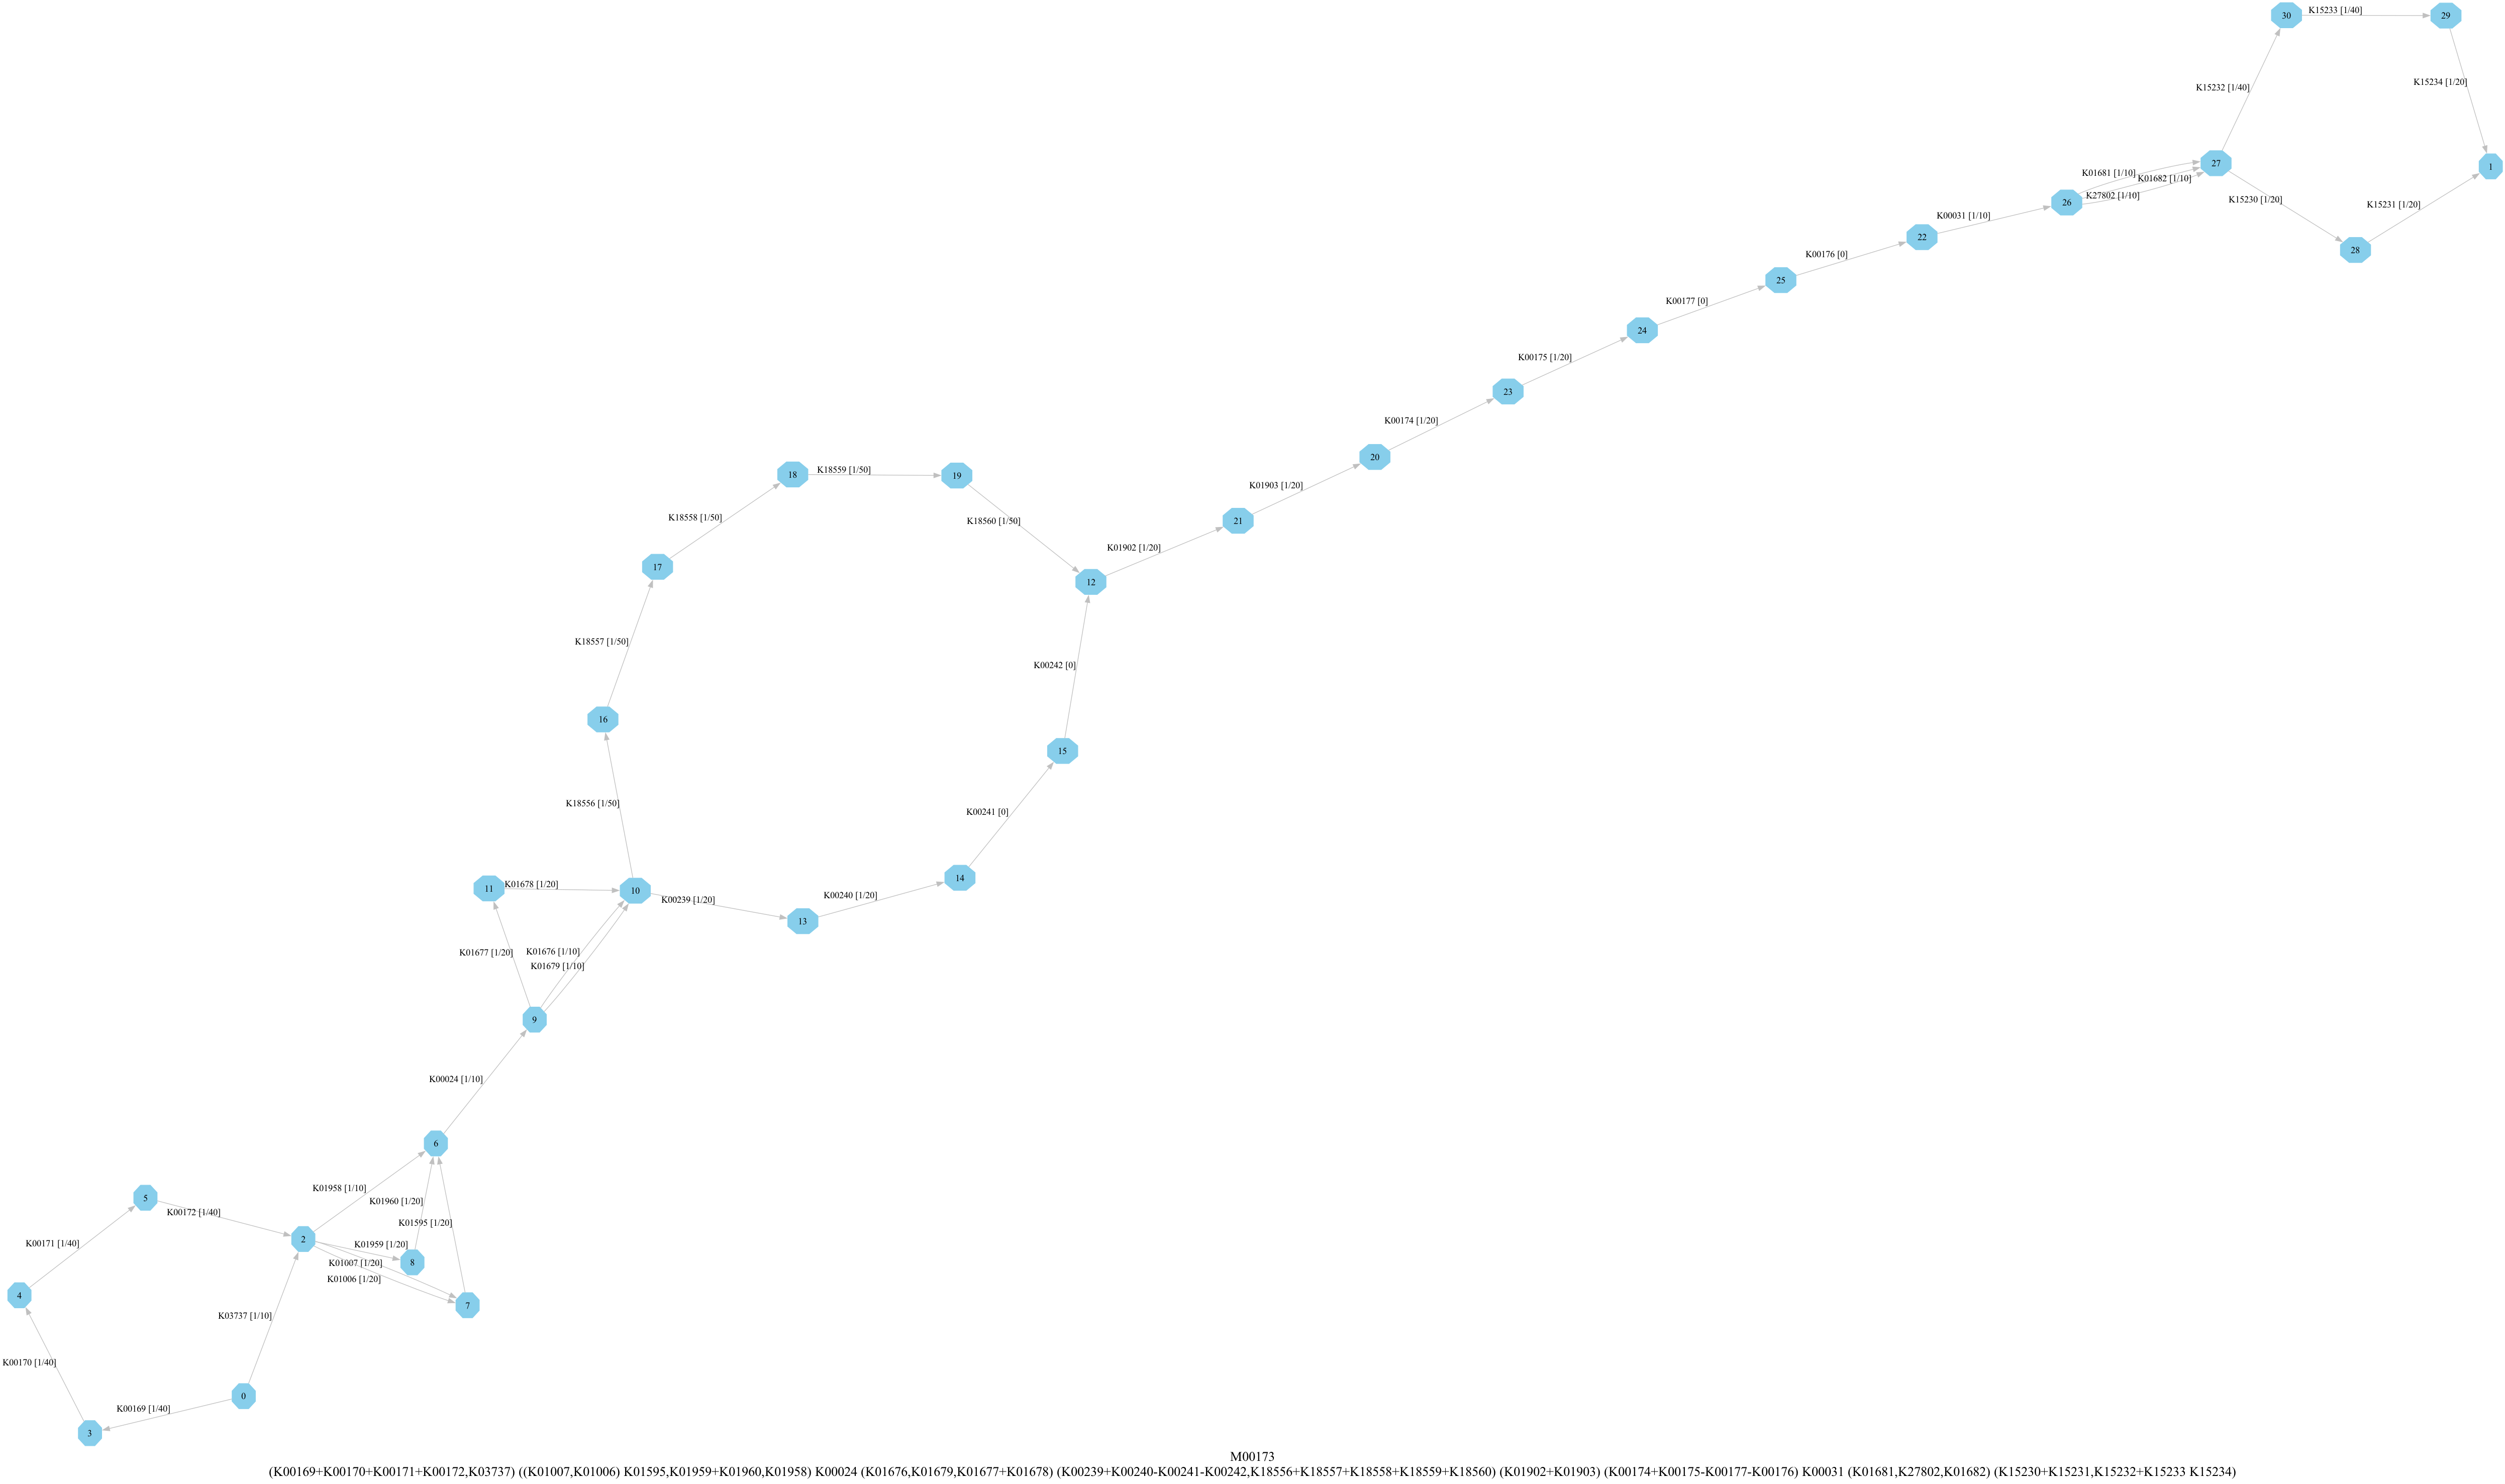 30
K15233 [1/40]
29
K15234 [1/20]
K15232 [1/40]
27
1
K01681 [1/10]
K01682 [1/10]
K27802 [1/10]
26
K15230 [1/20]
K15231 [1/20]
K00031 [1/10]
22
28
K00176 [0]
25
K00177 [0]
24
K00175 [1/20]
23
K00174 [1/20]
20
18
K18559 [1/50]
19
K01903 [1/20]
K18558 [1/50]
K18560 [1/50]
21
K01902 [1/20]
17
12
K18557 [1/50]
K00242 [0]
16
15
K18556 [1/50]
K00241 [0]
14
11
K01678 [1/20]
10
K00239 [1/20]
K00240 [1/20]
13
K01677 [1/20]
K01676 [1/10]
K01679 [1/10]
9
K00024 [1/10]
6
K01958 [1/10]
5
K01960 [1/20]
K00172 [1/40]
K01595 [1/20]
2
K00171 [1/40]
K01959 [1/20]
K01007 [1/20]
8
K01006 [1/20]
4
7
K03737 [1/10]
K00170 [1/40]
0
K00169 [1/40]
3
M00173
(K00169+K00170+K00171+K00172,K03737) ((K01007,K01006) K01595,K01959+K01960,K01958) K00024 (K01676,K01679,K01677+K01678) (K00239+K00240-K00241-K00242,K18556+K18557+K18558+K18559+K18560) (K01902+K01903) (K00174+K00175-K00177-K00176) K00031 (K01681,K27802,K01682) (K15230+K15231,K15232+K15233 K15234)